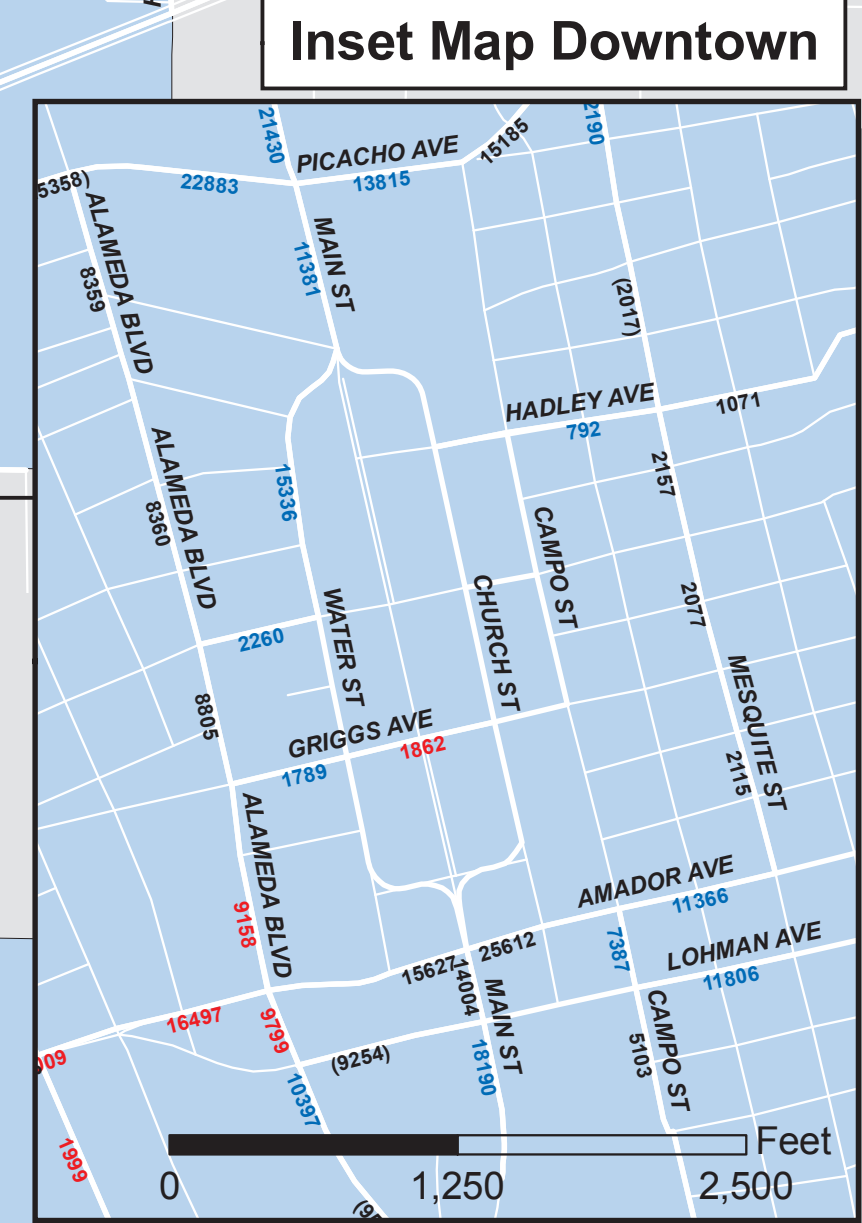 Inset Map Downtown
21430
2190
PICACHO AVE
15185
5358)
22883
13815
ALAMEDA BLVD
MAIN ST
11381
8359
(2017)
HADLEY AVE
792
1071
ALAMEDA BLVD
8360
15336
2157
CAMPO ST
CHURCH ST
2077
WATER ST
2260
8805
MESQUITE ST
GRIGGS AVE
1862
1789
2115
ALAMEDA BLVD
9158
AMADOR AVE
11366
7387
LOHMAN AVE
11806
15627
25612
14004
MAIN ST
16497
9799
(9254)
18190
CAMPO ST
5103
009
10397
1999
Feet
0
1,250
2,500